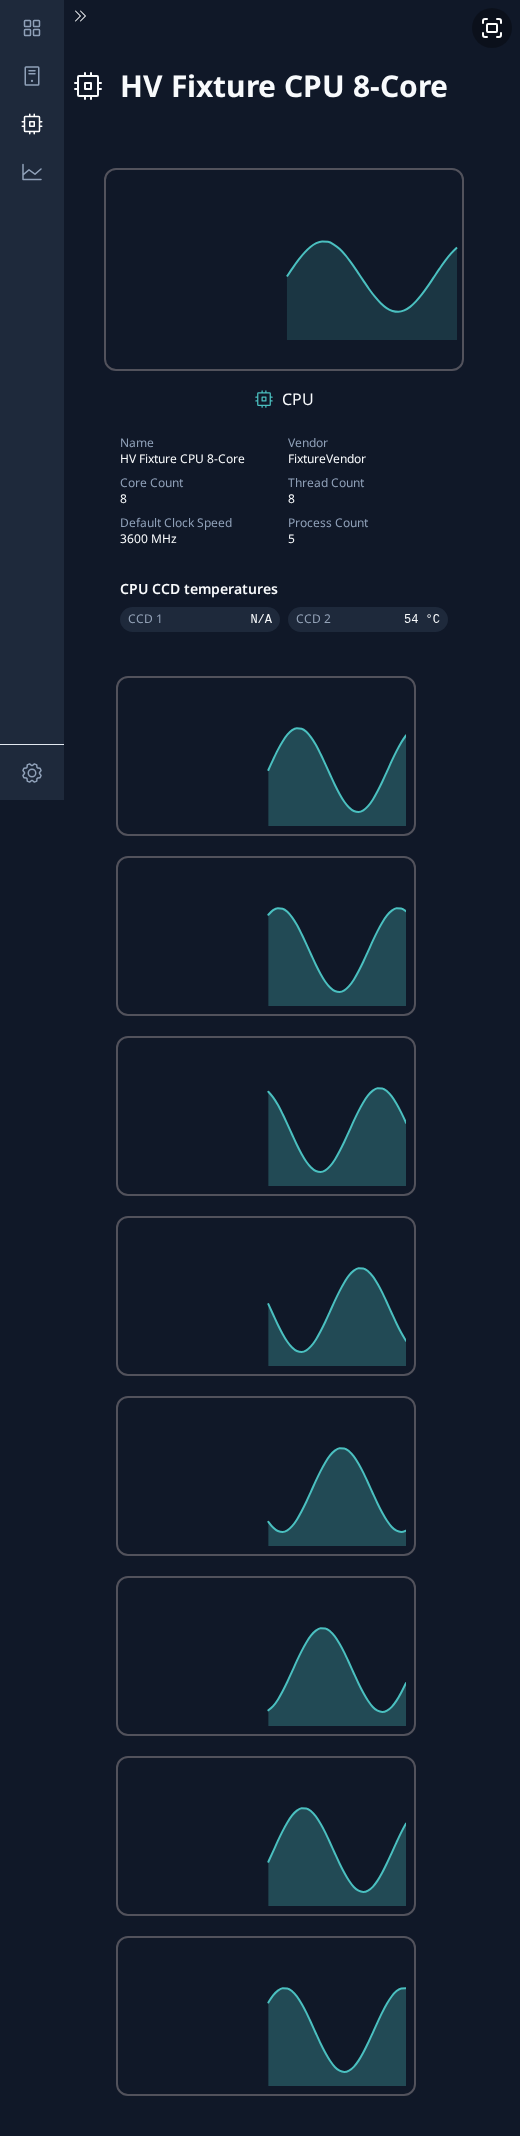 HV Fixture CPU 8-Core
CPU
Name
HV Fixture CPU 8-Core
Vendor
FixtureVendor
Core Count
8
Thread Count
8
Default Clock Speed
3600 MHz
Process Count
5
CPU CCD temperatures
CCD 1 N/A
CCD 2 54 °C